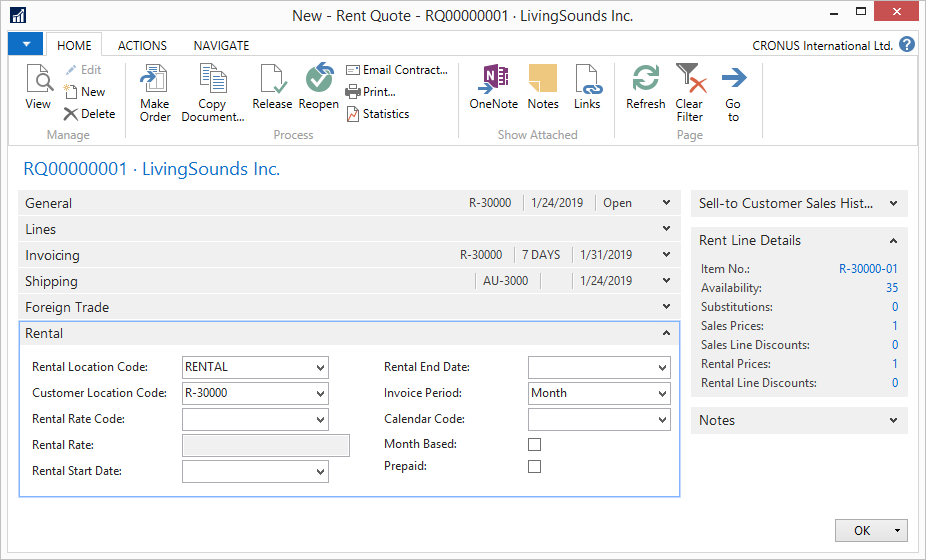 New - Rent Quote - RQ00000001 · LivingSounds Inc.
HOME ACTIONS NAVIGATE CRONUS International Ltd. ?
View Edit New Delete
Make Order Copy Document... Release Reopen Email Contract... Print... Statistics
OneNote Notes Links
Refresh Clear Filter Go to
Manage Process Show Attached Page
RQ00000001 · LivingSounds Inc.
General R-30000 1/24/2019 Open
Lines
Invoicing R-30000 7 DAYS 1/31/2019
Shipping AU-3000 1/24/2019
Foreign Trade
Rental
Rental Location Code: RENTAL
Customer Location Code: R-30000
Rental Rate Code:
Rental Rate:
Rental Start Date:
Rental End Date:
Invoice Period: Month
Calendar Code:
Month Based:
Prepaid:
Sell-to Customer Sales Hist...
Rent Line Details
Item No.: R-30000-01
Availability: 35
Substitutions: 0
Sales Prices: 1
Sales Line Discounts: 0
Rental Prices: 1
Rental Line Discounts: 0
Notes
OK